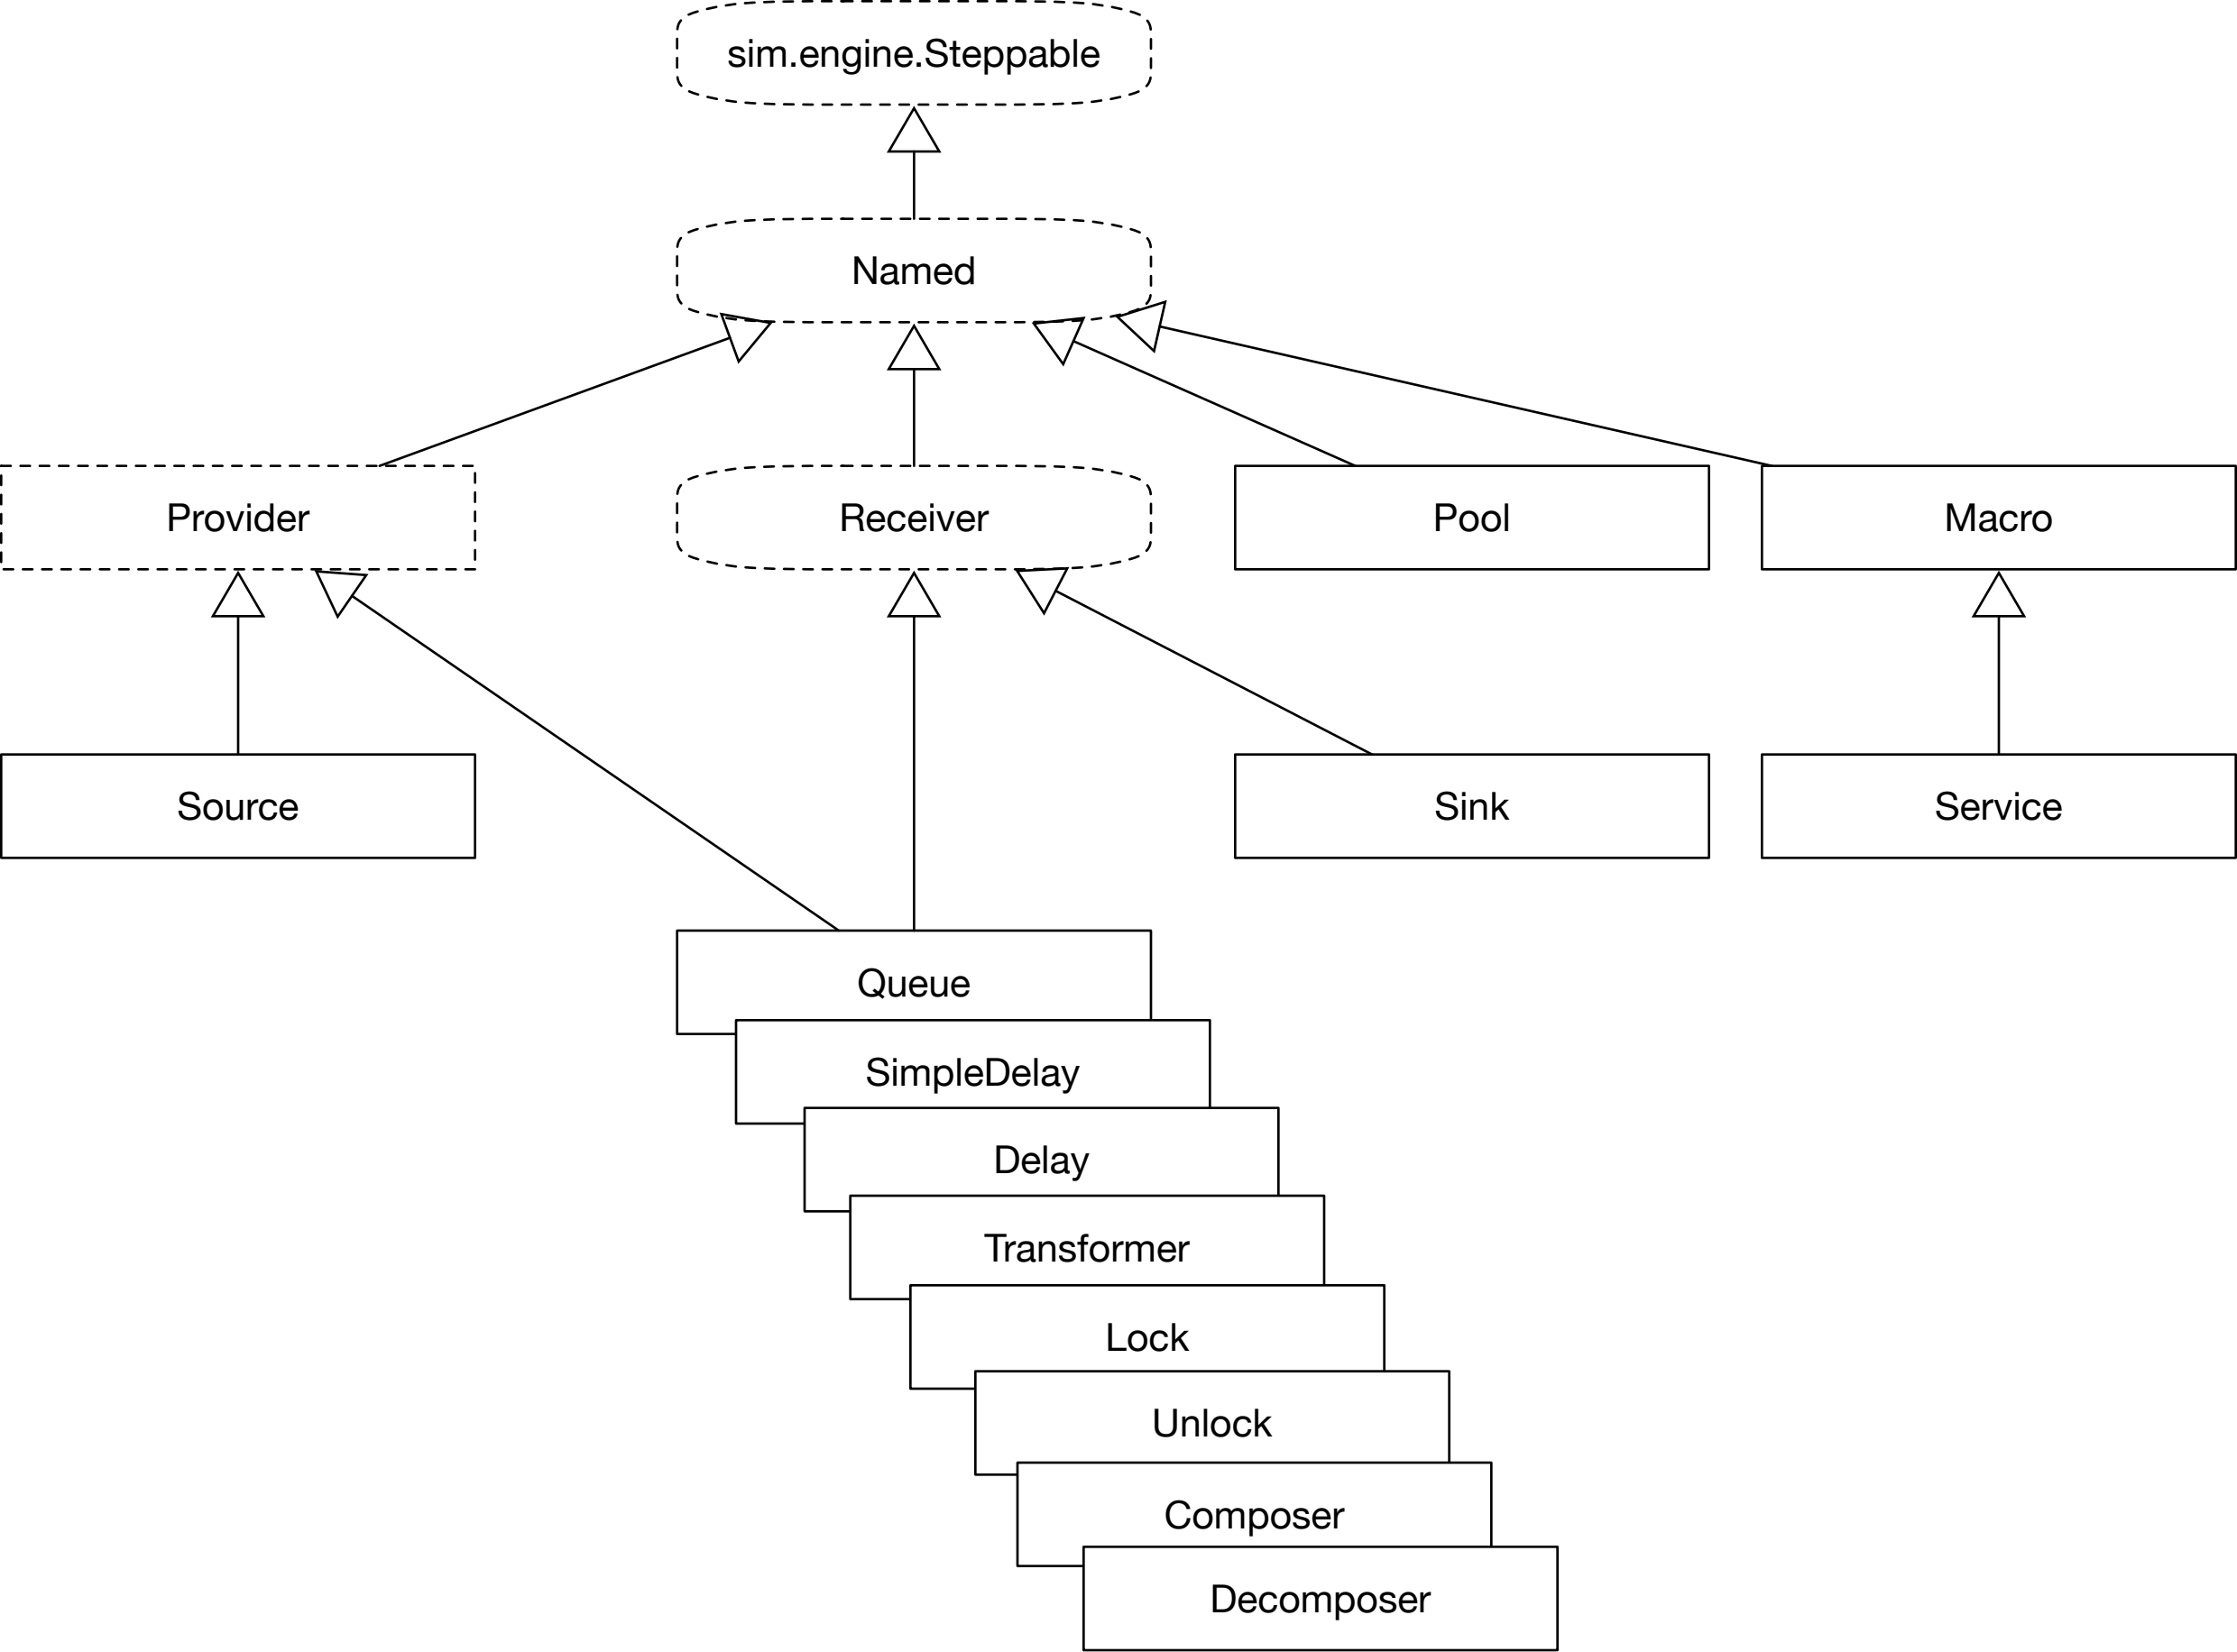 sim.engine.Steppable
Named
Provider
Receiver
Pool
Macro
Source
Sink
Service
Queue
SimpleDelay
Delay
Transformer
Lock
Unlock
Composer
Decomposer